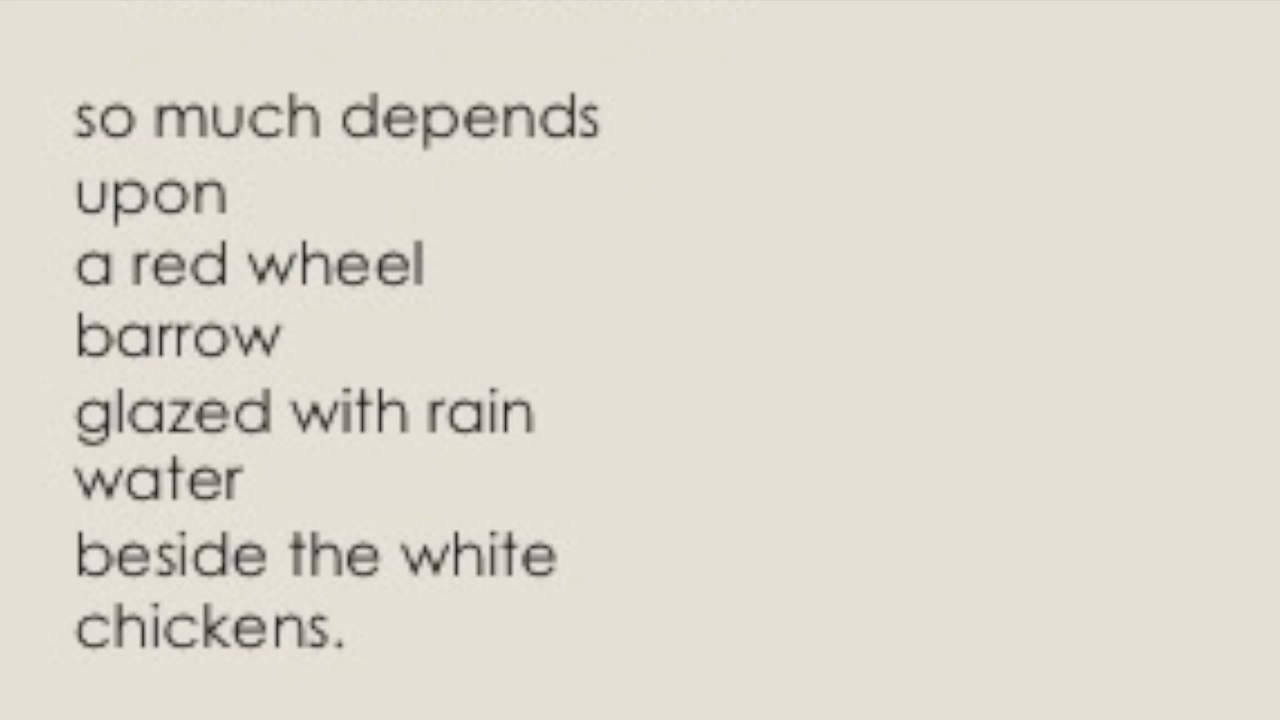 so much depends
upon
a red wheel
barrow
glazed with rain
water
beside the white
chickens.